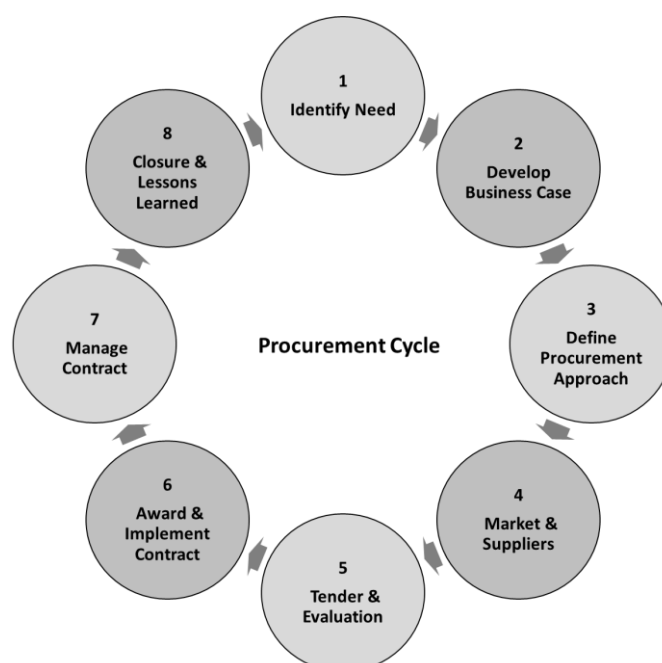 1
Identify Need
2
Develop
Business Case
3
Define
Procurement
Approach
4
Market &
Suppliers
5
Tender &
Evaluation
6
Award &
Implement
Contract
7
Manage
Contract
8
Closure &
Lessons
Learned
Procurement Cycle